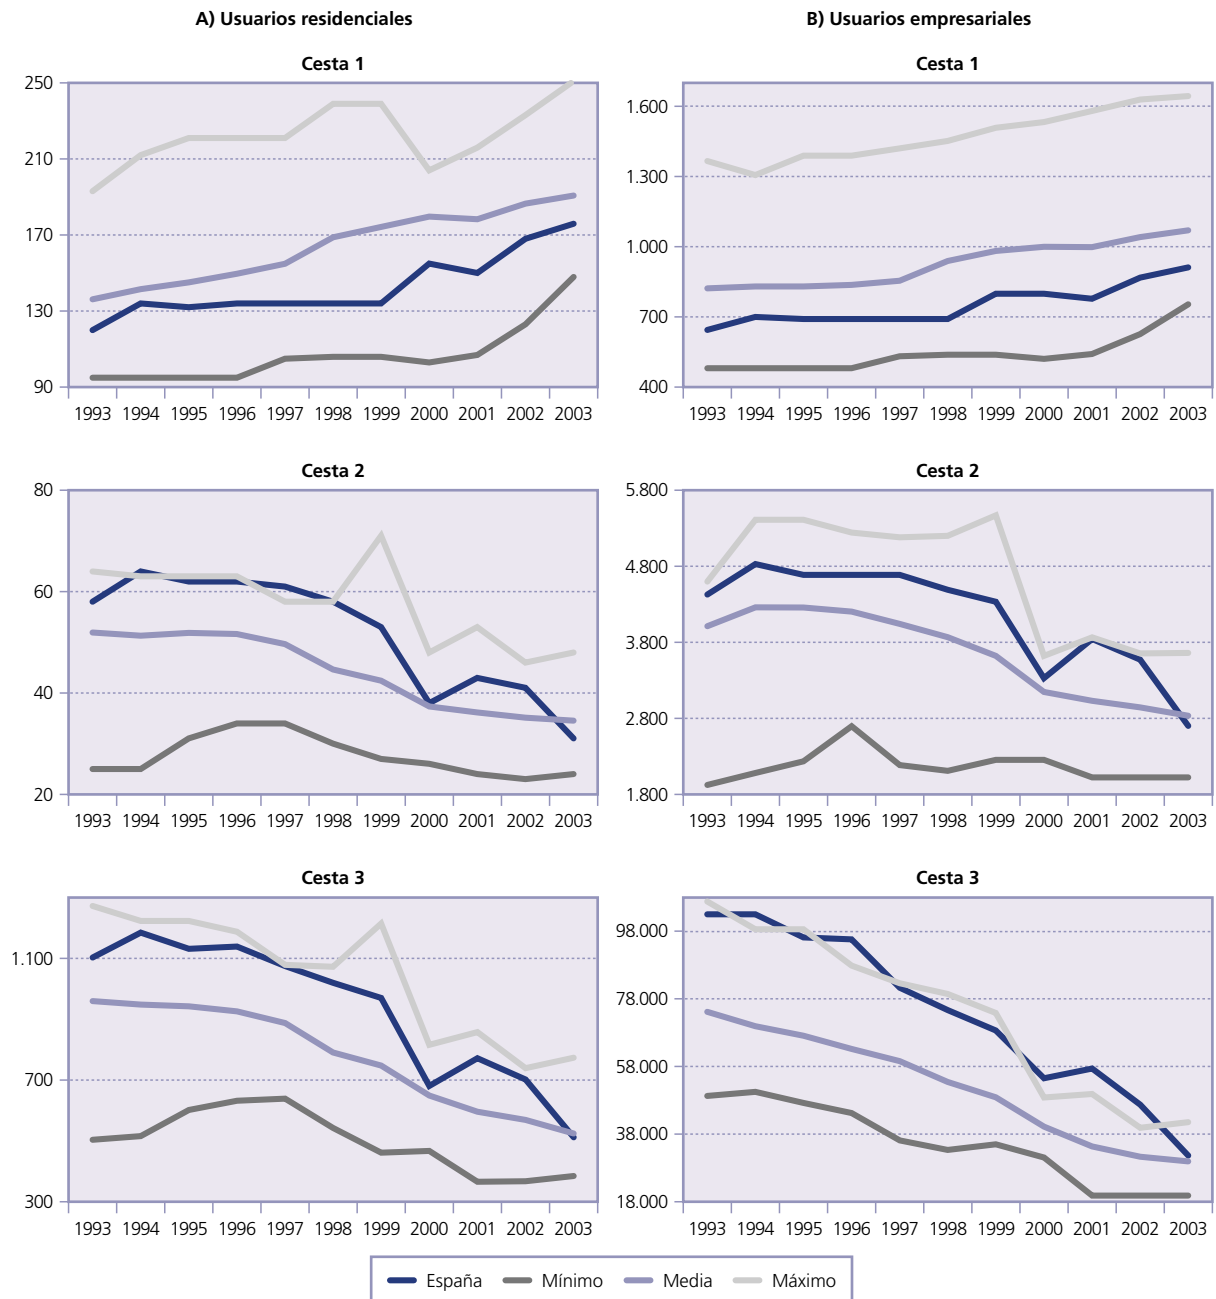 A) Usuarios residenciales
Cesta 1
250
210
170
130
90
1993 1994 1995 1996 1997 1998 1999 2000 2001 2002 2003
Cesta 2
80
60
40
20
1993 1994 1995 1996 1997 1998 1999 2000 2001 2002 2003
Cesta 3
1.100
700
300
1993 1994 1995 1996 1997 1998 1999 2000 2001 2002 2003
B) Usuarios empresariales
Cesta 1
1.600
1.300
1.000
700
400
1993 1994 1995 1996 1997 1998 1999 2000 2001 2002 2003
Cesta 2
5.800
4.800
3.800
2.800
1.800
1993 1994 1995 1996 1997 1998 1999 2000 2001 2002 2003
Cesta 3
98.000
78.000
58.000
38.000
18.000
1993 1994 1995 1996 1997 1998 1999 2000 2001 2002 2003
España Mínimo Media Máximo